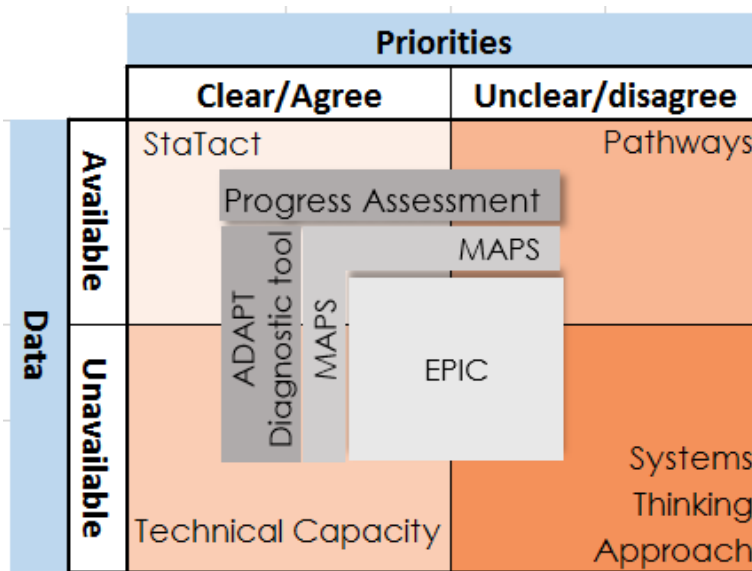 Priorities
Clear/Agree
Unclear/disagree
Data
Available
Unavailable
StaTact
Pathways
Progress Assessment
ADAPT
Diagnostic tool
MAPS
MAPS
EPIC
Technical Capacity
Systems
Thinking
Approach